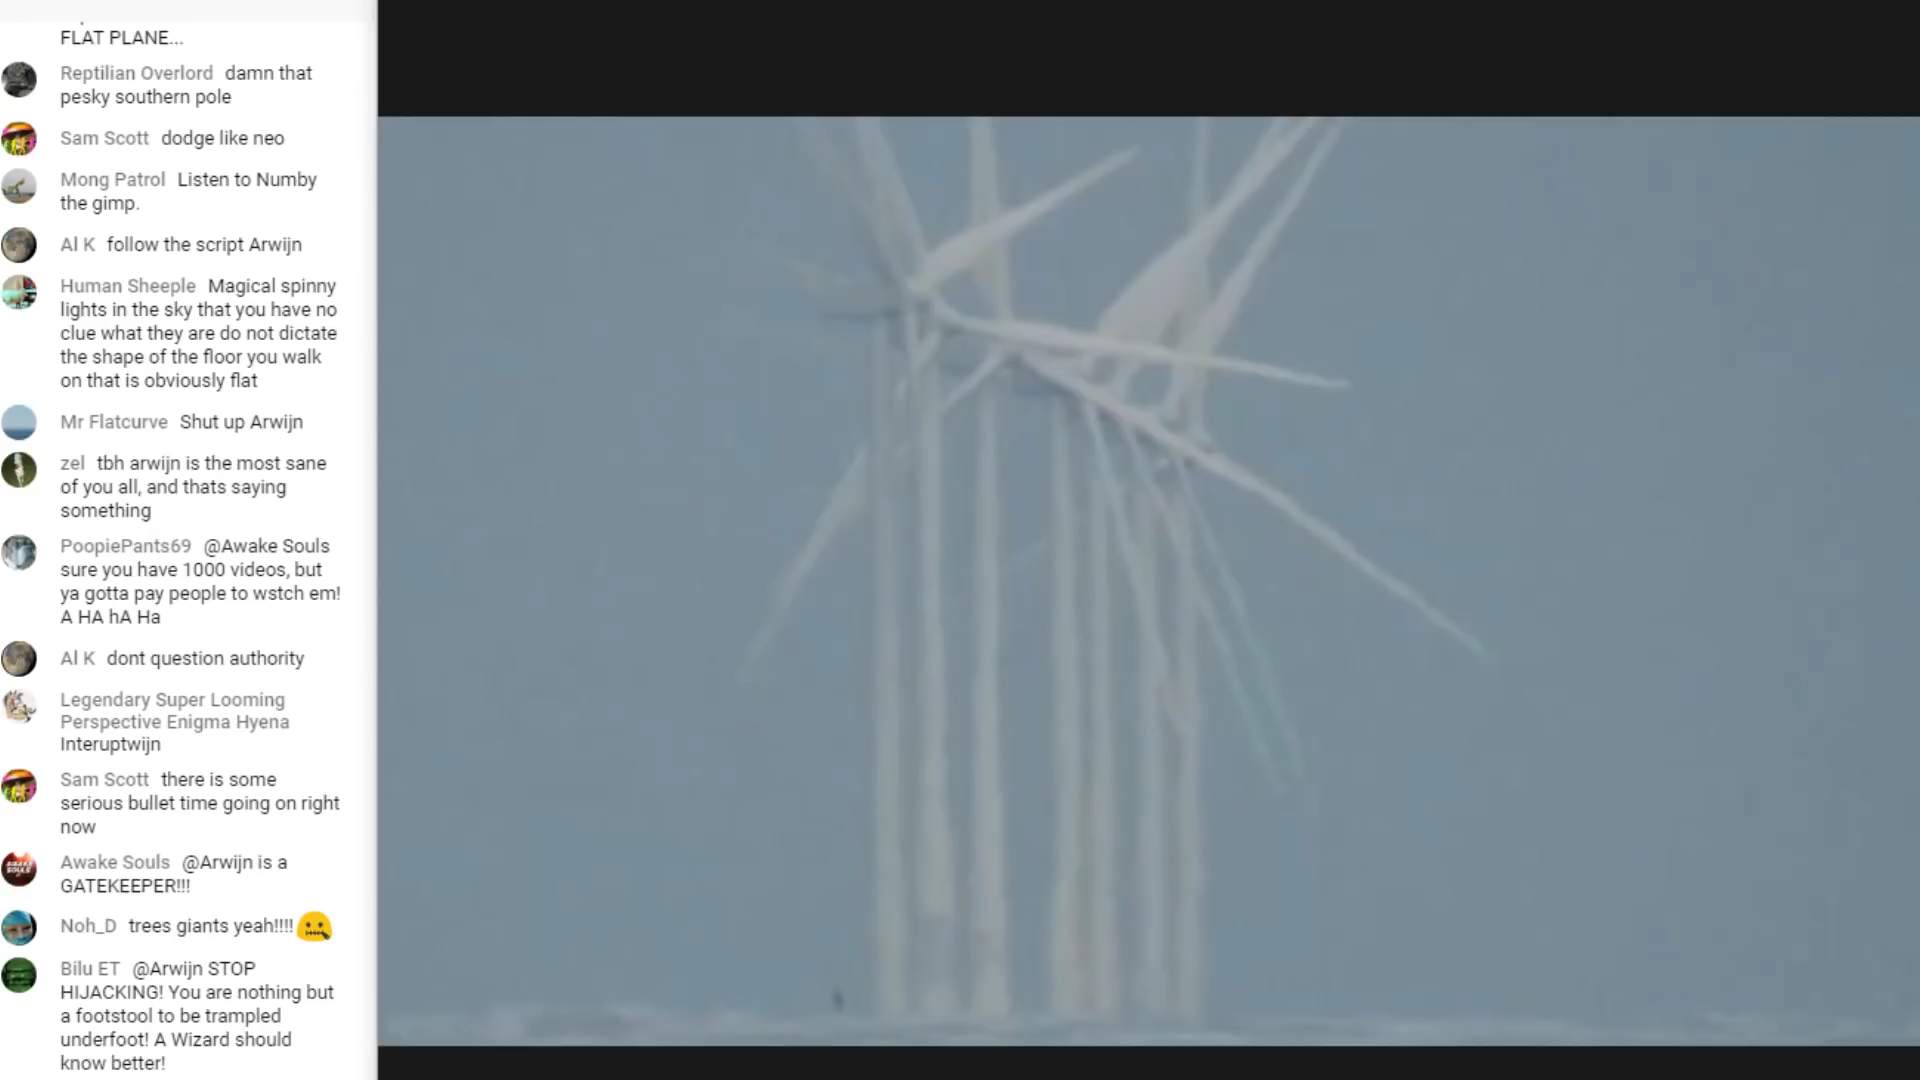 FLAT PLANE...
Reptilian Overlord damn that
pesky southern pole
Sam Scott dodge like neo
Mong Patrol Listen to Numby
the gimp.
Al K follow the script Arwijn
Human Sheeple Magical spinny
lights in the sky that you have no
clue what they are do not dictate
the shape of the floor you walk
on that is obviously flat
Mr Flatcurve Shut up Arwijn
zel tbh arwijn is the most sane
of you all, and thats saying
something
PoopiePants69 @Awake Souls
sure you have 1000 videos, but
ya gotta pay people to wstch em!
A HA hA Ha
Al K dont question authority
Legendary Super Looming
Perspective Enigma Hyena
Interuptwijn
Sam Scott there is some
serious bullet time going on right
now
Awake Souls @Arwijn is a
GATEKEEPER!!!
Noh_D trees giants yeah!!!!
Bilu ET @Arwijn STOP
HIJACKING! You are nothing but
a footstool to be trampled
underfoot! A Wizard should
know better!